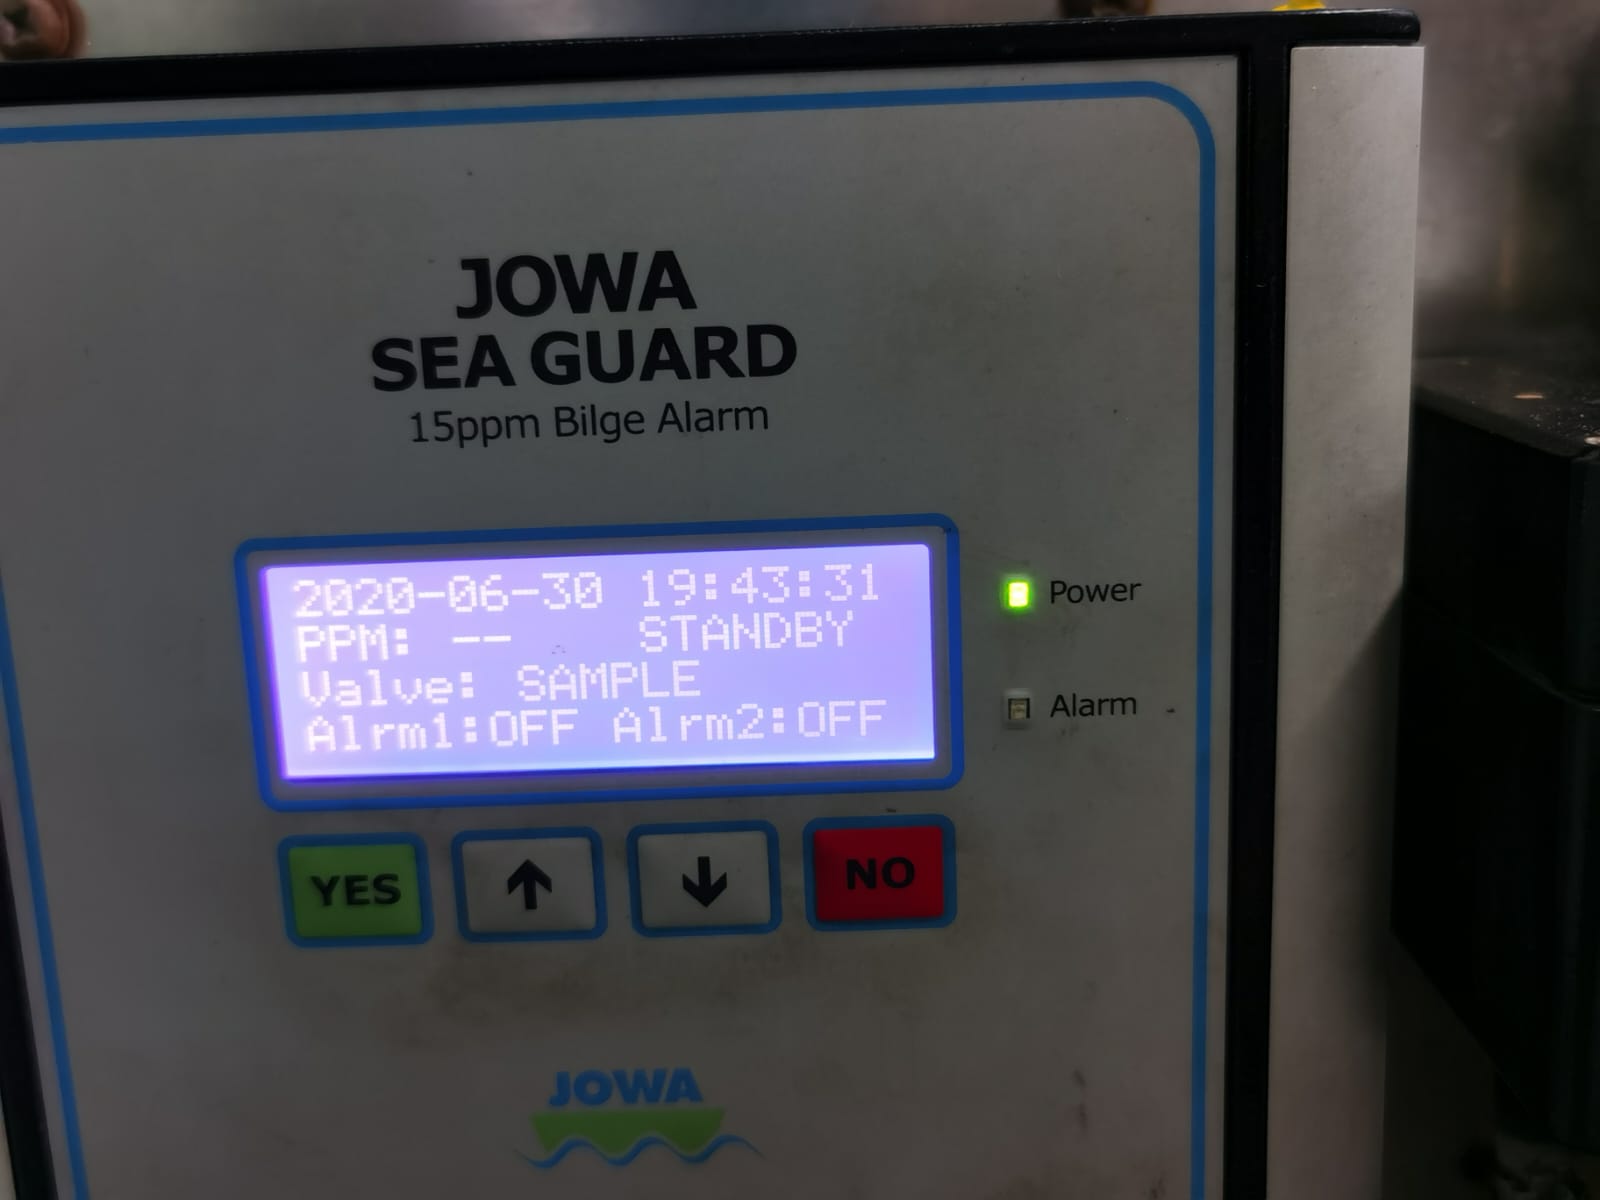 JOWA
SEA GUARD
15ppm Bilge Alarm
2020-06-30 19:43:31
PPM: -- STANDBY
Valve: SAMPLE
Alrm1:OFF Alrm2:OFF
Power
Alarm
YES ↑ ↓ NO
JOWA